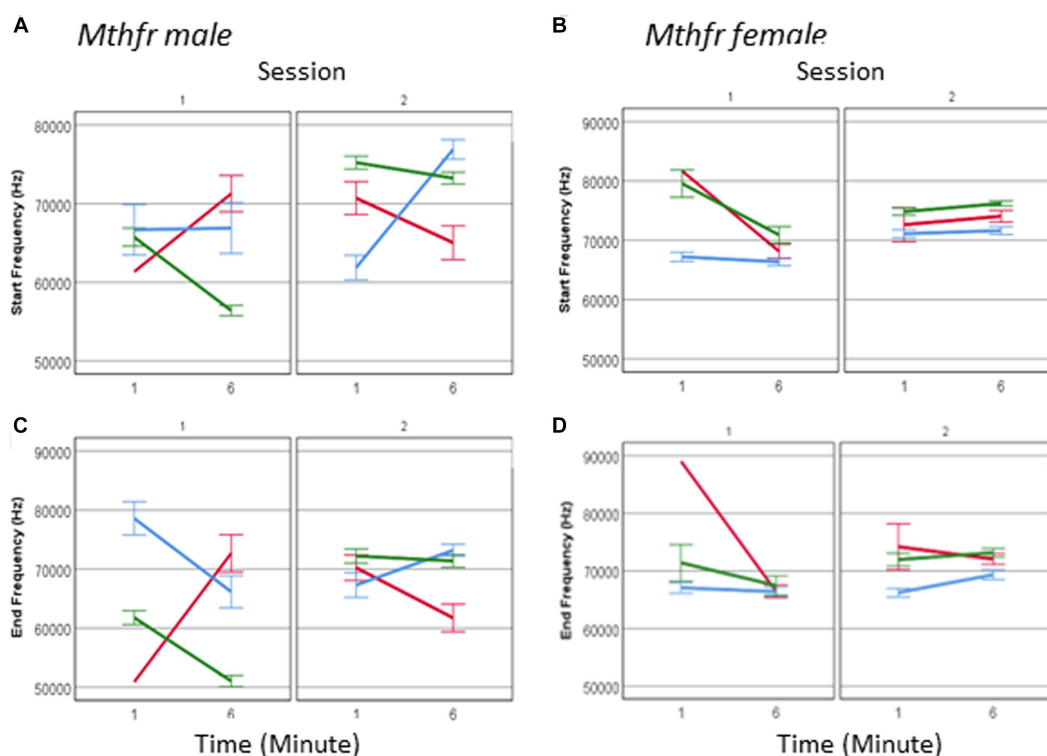 A Mthfr male
Session
1 2
80000
70000
60000
50000
Start Frequency (Hz)
1 6 1 6
B Mthfr female
Session
1 2
90000
80000
70000
60000
50000
Start Frequency (Hz)
1 6 1 6
C
1 2
90000
80000
70000
60000
50000
End Frequency (Hz)
1 6 1 6
Time (Minute)
D
1 2
90000
80000
70000
60000
50000
End Frequency (Hz)
1 6 1 6
Time (Minute)